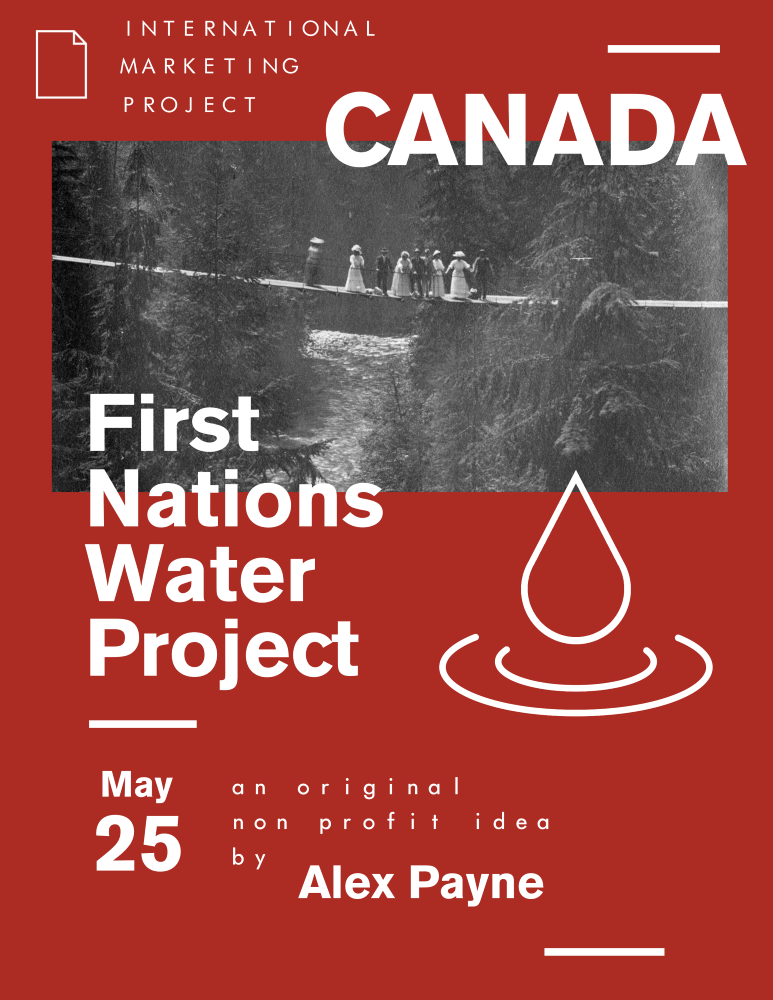 INTERNATIONAL
MARKETING
PROJECT
CANADA
First
Nations
Water
Project
May
25
an original
non profit idea
by
Alex Payne